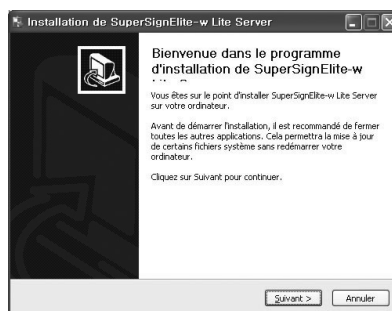 Installation de SuperSignElite-w Lite Server
Bienvenue dans le programme
d'installation de SuperSignElite-w
Vous êtes sur le point d'installer SuperSignElite-w Lite Server
sur votre ordinateur.
Avant de démarrer l'installation, il est recommandé de fermer
toutes les autres applications. Cela permettra la mise à jour
de certains fichiers système sans redémarrer votre
ordinateur.
Cliquez sur Suivant pour continuer.
Suivant >
Annuler